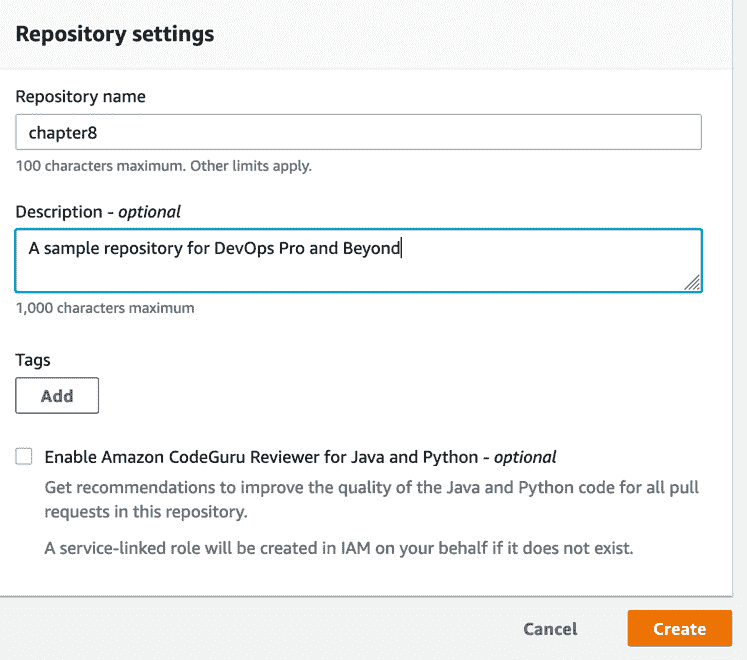 Repository settings
Repository name
chapter8
100 characters maximum. Other limits apply.
Description - optional
A sample repository for DevOps Pro and Beyond
1,000 characters maximum
Tags
Add
Enable Amazon CodeGuru Reviewer for Java and Python - optional
Get recommendations to improve the quality of the Java and Python code for all pull
requests in this repository.
A service-linked role will be created in IAM on your behalf if it does not exist.
Cancel
Create